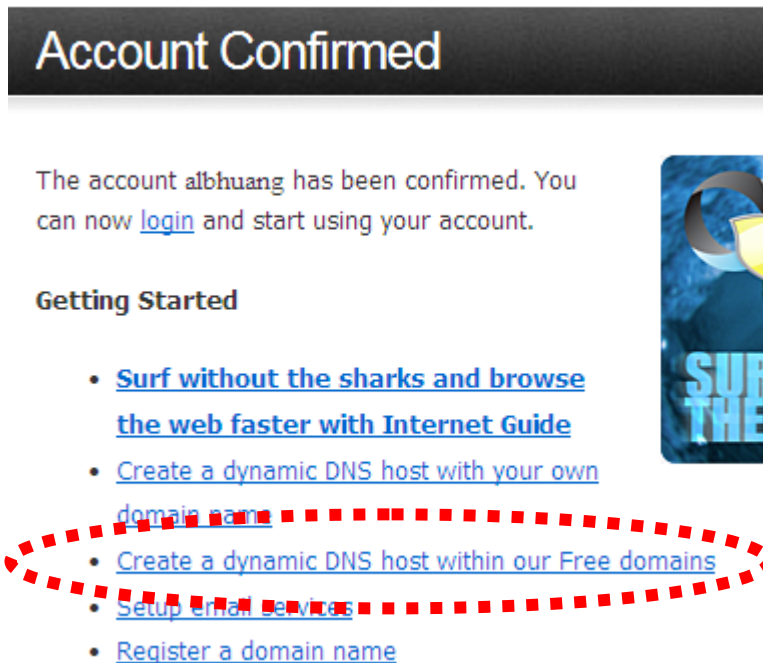 Account Confirmed
The account albhuang has been confirmed. You
can now login and start using your account.
Getting Started
• Surf without the sharks and browse
the web faster with Internet Guide
• Create a dynamic DNS host with your own
domain name
• Create a dynamic DNS host within our Free domains
• Setup email services
• Register a domain name
SUR
THE